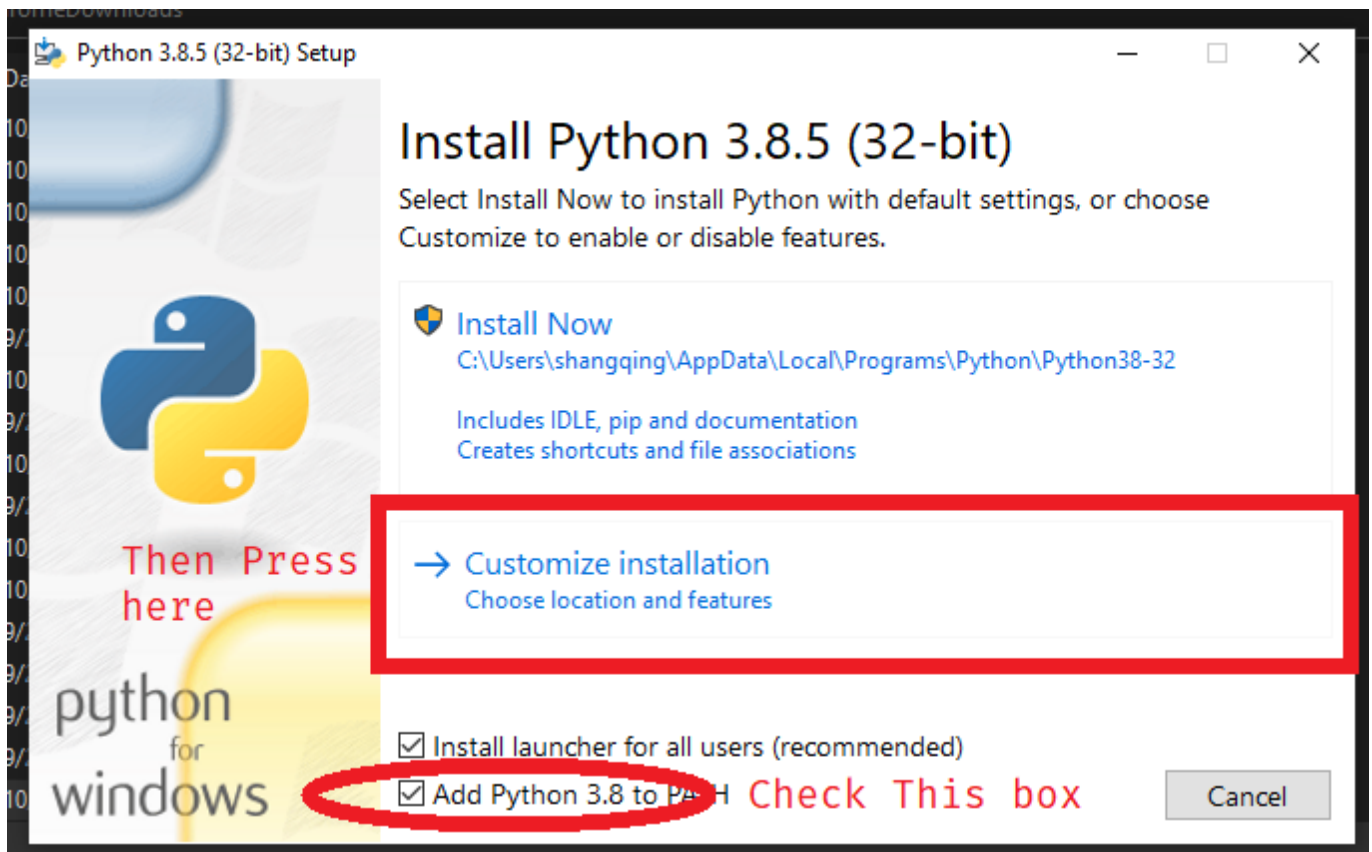 Python 3.8.5 (32-bit) Setup
Install Python 3.8.5 (32-bit)
Select Install Now to install Python with default settings, or choose
Customize to enable or disable features.
Install Now
C:\Users\shangqing\AppData\Local\Programs\Python\Python38-32
Includes IDLE, pip and documentation
Creates shortcuts and file associations
Then Press
here
Customize installation
Choose location and features
python
for
windows
Install launcher for all users (recommended)
Add Python 3.8 to PATH
Check This box
Cancel